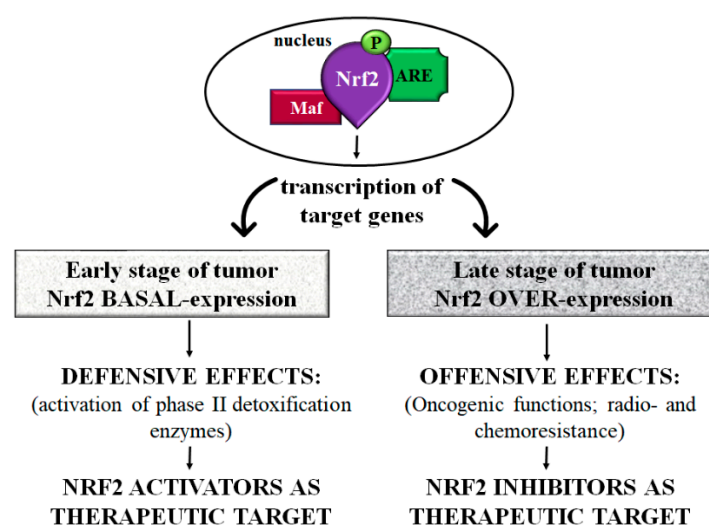 nucleus
P
Nrf2
ARE
Maf
transcription of
target genes
Early stage of tumor
Nrf2 BASAL-expression
Late stage of tumor
Nrf2 OVER-expression
DEFENSIVE EFFECTS:
(activation of phase II detoxification
enzymes)
OFFENSIVE EFFECTS:
(Oncogenic functions; radio- and
chemoresistance)
NRF2 ACTIVATORS AS
THERAPEUTIC TARGET
NRF2 INHIBITORS AS
THERAPEUTIC TARGET